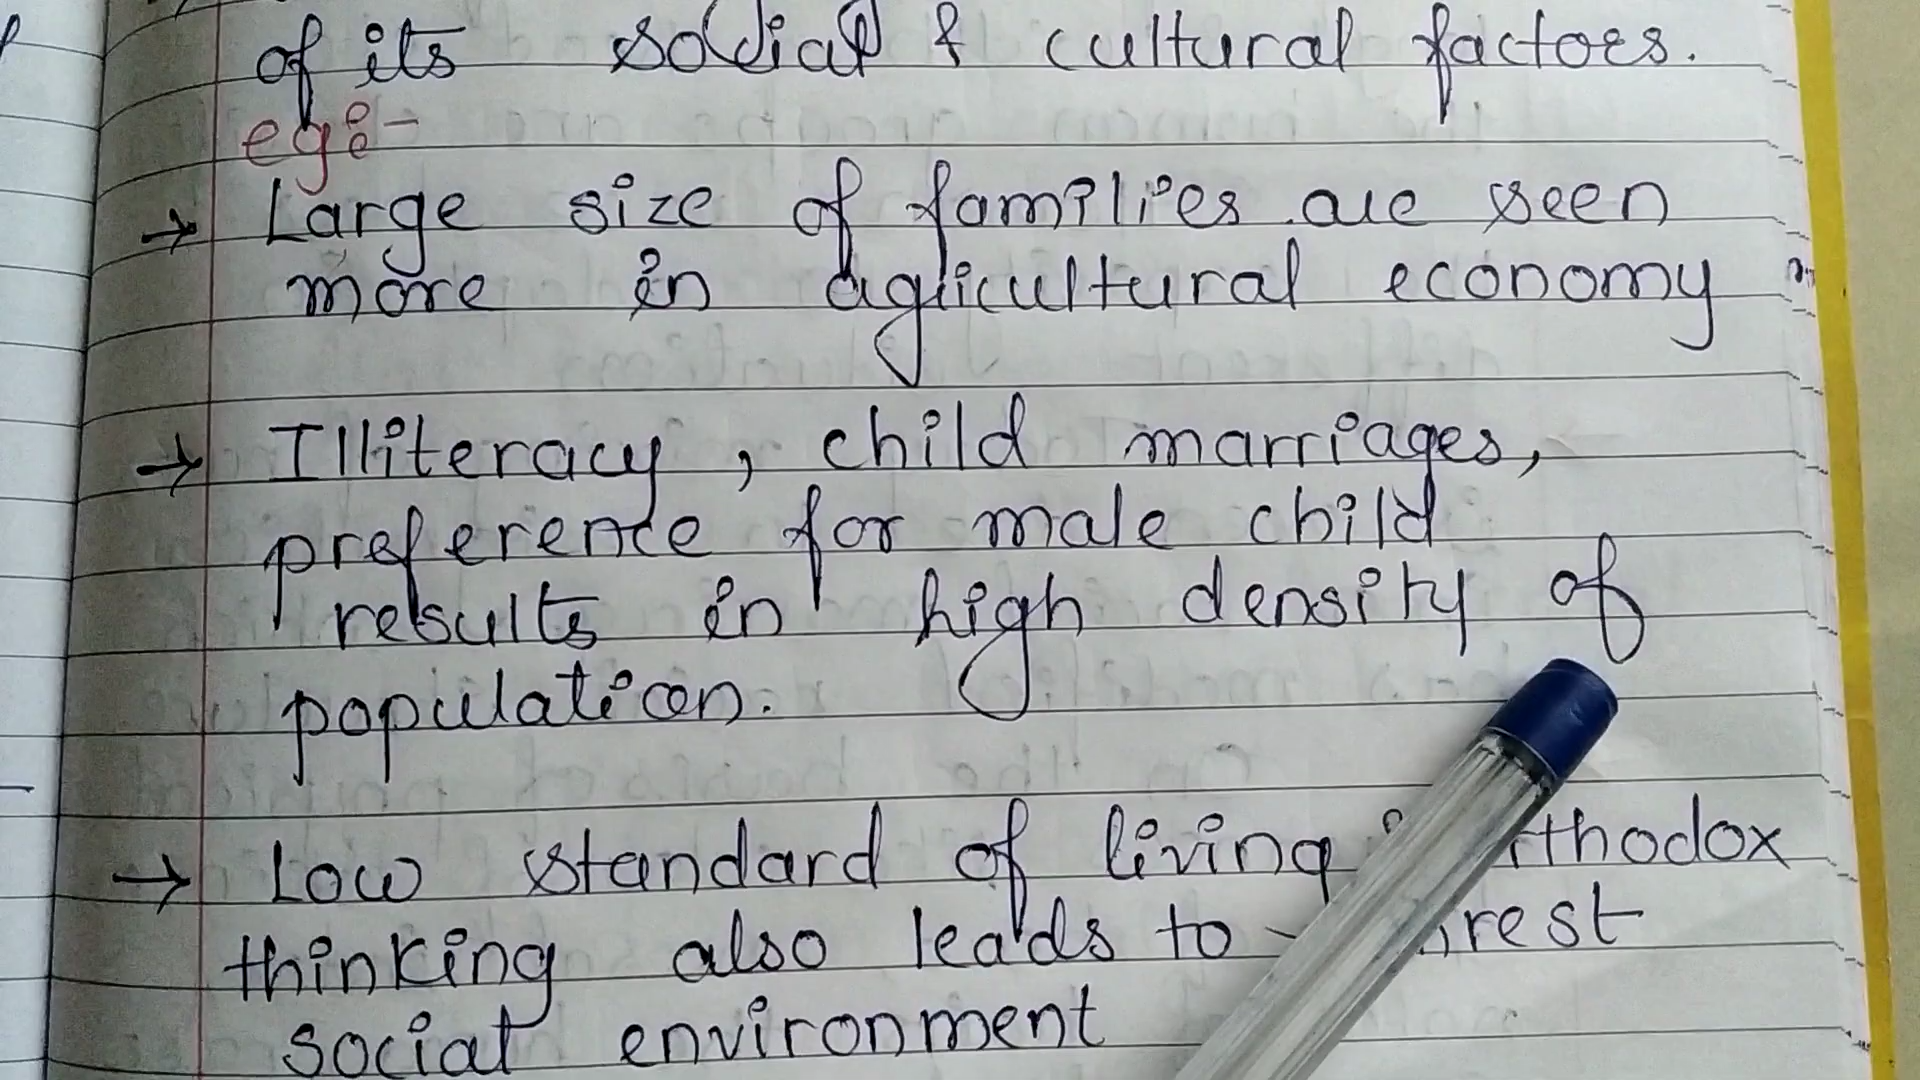 of its social & cultural factors.
eg:-
→ Large size of families are seen
more in agricultural economy
→ Illiteracy, child marriages,
preference for male child
results in high density of
population.
→ Low standard of living
thinking also leads to
social environment